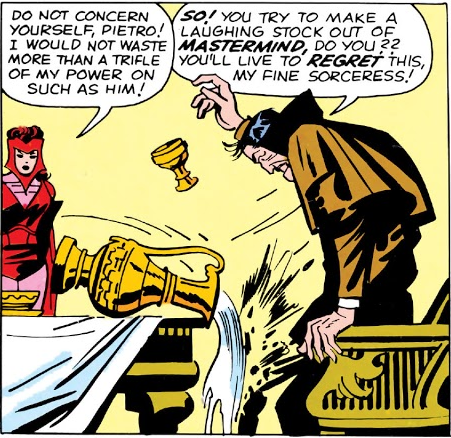 DO NOT CONCERN
YOURSELF, PIETRO!
I WOULD NOT WASTE
MORE THAN A TRIFLE
OF MY POWER ON
SUCH AS HIM!
SO! YOU TRY TO MAKE A
LAUGHING STOCK OUT OF
MASTERMIND, DO YOU??
YOU'LL LIVE TO REGRET THIS,
MY FINE SORCERESS!